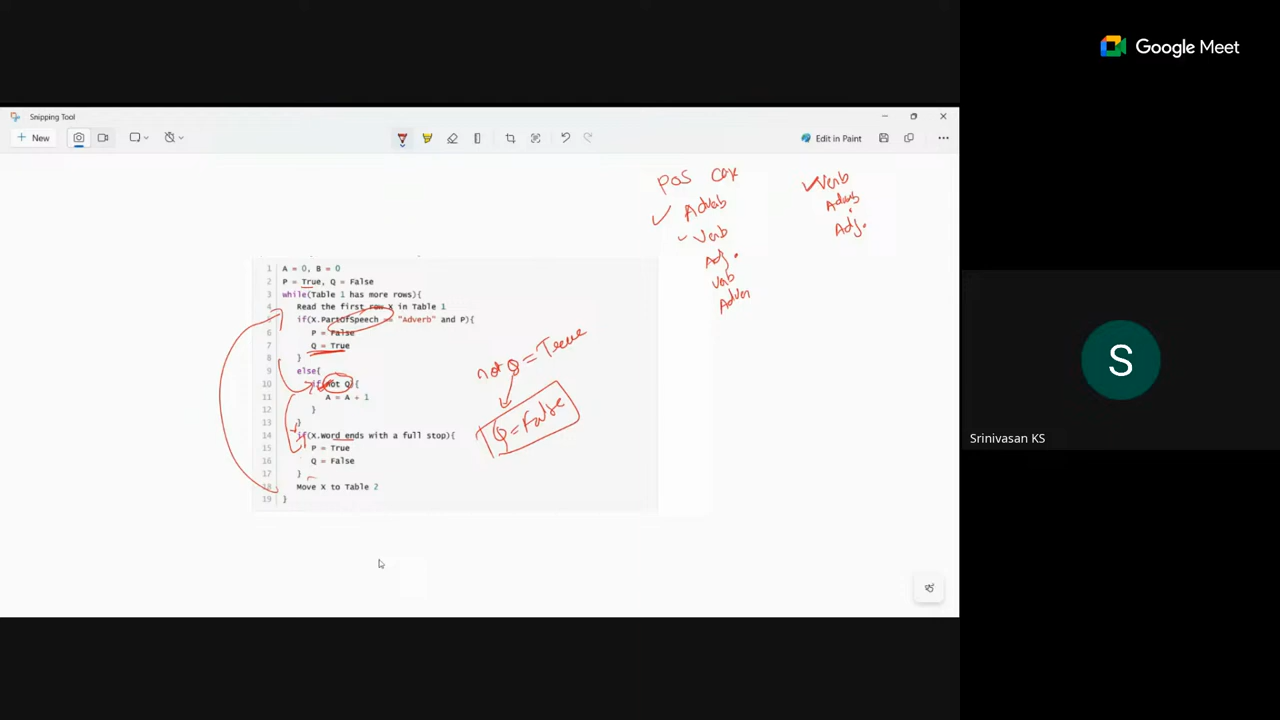 Google Meet
Snipping Tool
New
Edit in Paint
POS
Adverb
Verb
Adj.
Verb
Adver
Verb
Adverb
Adj.
1 A = 0, B = 0
2 P = True, Q = False
3 while(Table 1 has more rows){
4 Read the first row X in Table 1
5 if(X.PartOfSpeech == "Adverb" and P){
6 P = False
7 Q = True
8 }
9 else{
10 if(not Q){
11 A = A + 1
12 }
13 }
14 if(X.Word ends with a full stop){
15 P = True
16 Q = False
17 }
18 Move X to Table 2
19 }
not Q = True
Q = False
S
Srinivasan KS